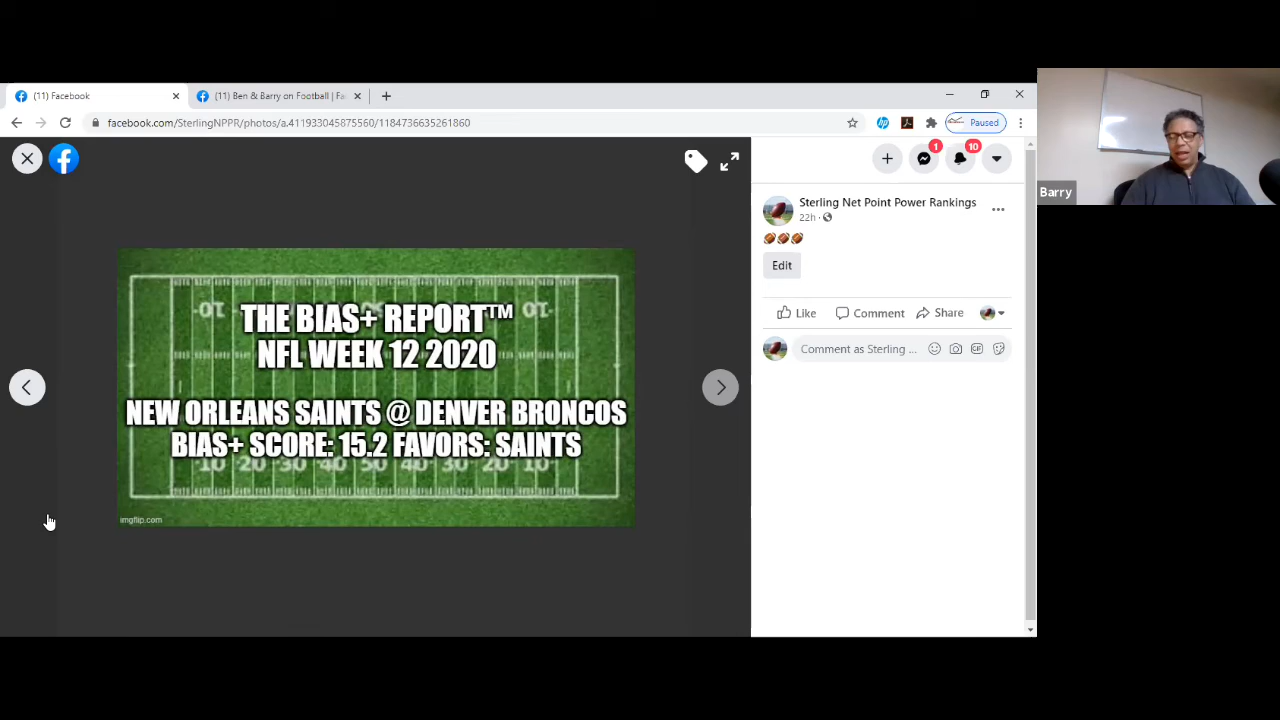 (11) Facebook
(11) Ben & Barry on Football | Fa
facebook.com/SterlingNPPR/photos/a.411933045875560/1184736635261860
Paused
1
10
Barry
Sterling Net Point Power Rankings
22h
Edit
Like
Comment
Share
Comment as Sterling ...
GIF
THE BIAS+ REPORT™
NFL WEEK 12 2020
NEW ORLEANS SAINTS @ DENVER BRONCOS
BIAS+ SCORE: 15.2 FAVORS: SAINTS
10 20 30 40 50 40 30 20 10
imgflip.com